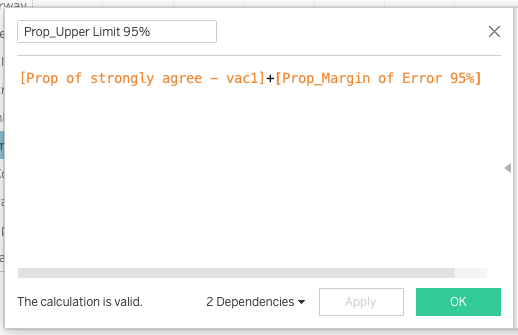 Prop_Upper Limit 95%
[Prop of strongly agree - vac1]+[Prop_Margin of Error 95%]
The calculation is valid.
2 Dependencies
Apply
OK